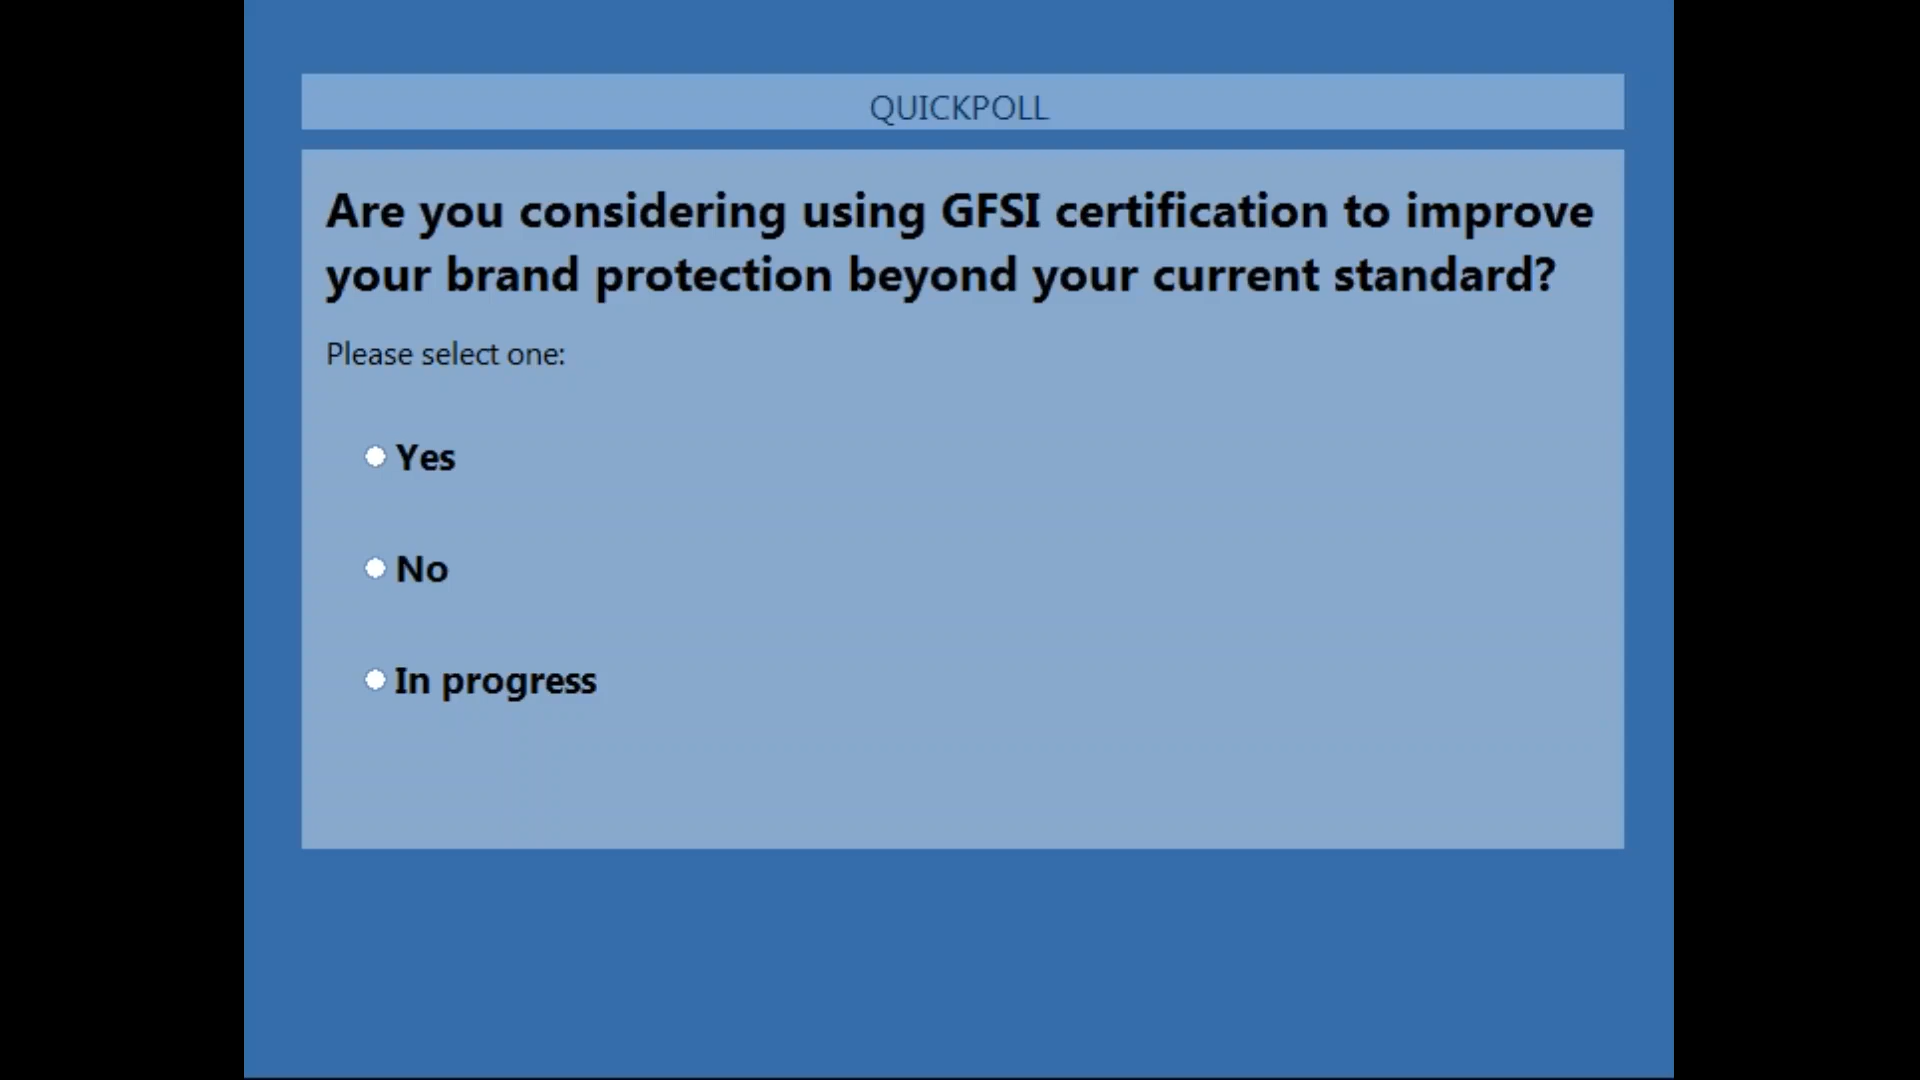 QUICKPOLL
Are you considering using GFSI certification to improve
your brand protection beyond your current standard?
Please select one:
Yes
No
In progress